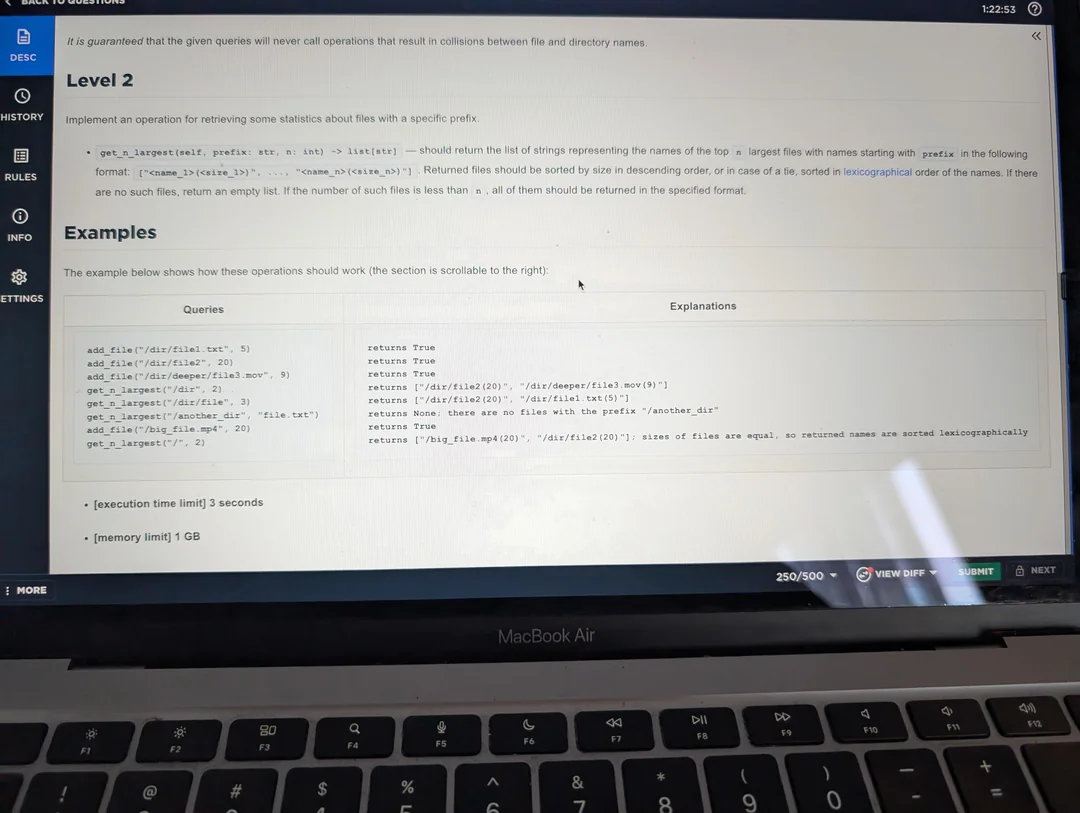 BACK TO QUESTIONS
1:22:53
DESC
HISTORY
RULES
INFO
ETTINGS
MORE
It is guaranteed that the given queries will never call operations that result in collisions between file and directory names.
Level 2
Implement an operation for retrieving some statistics about files with a specific prefix.
• get_n_largest(self, prefix: str, n: int) -> list[str] — should return the list of strings representing the names of the top n largest files with names starting with prefix in the following
format: ["<name_1>(<size_1>)", ..., "<name_n>(<size_n>)"] . Returned files should be sorted by size in descending order, or in case of a tie, sorted in lexicographical order of the names. If there
are no such files, return an empty list. If the number of such files is less than n , all of them should be returned in the specified format.
Examples
The example below shows how these operations should work (the section is scrollable to the right):
Queries Explanations
add_file("/dir/file1.txt", 5) returns True
add_file("/dir/file2", 20) returns True
add_file("/dir/deeper/file3.mov", 9) returns True
get_n_largest("/dir", 2) returns ["/dir/file2(20)", "/dir/deeper/file3.mov(9)"]
get_n_largest("/dir/file", 3) returns ["/dir/file2(20)", "/dir/file1.txt(5)"]
get_n_largest("/another_dir", "file.txt") returns None; there are no files with the prefix "/another_dir"
add_file("/big_file.mp4", 20) returns True
get_n_largest("/", 2) returns ["/big_file.mp4(20)", "/dir/file2(20)"]; sizes of files are equal, so returned names are sorted lexicographically
• [execution time limit] 3 seconds
• [memory limit] 1 GB
250/500 VIEW DIFF SUBMIT NEXT
MacBook Air
F1 F2 F3 F4 F5 F6 F7 F8 F9 F10 F11 F12
! @ # $ % ^ & * ( ) — +
6 7 8 9 0 - =